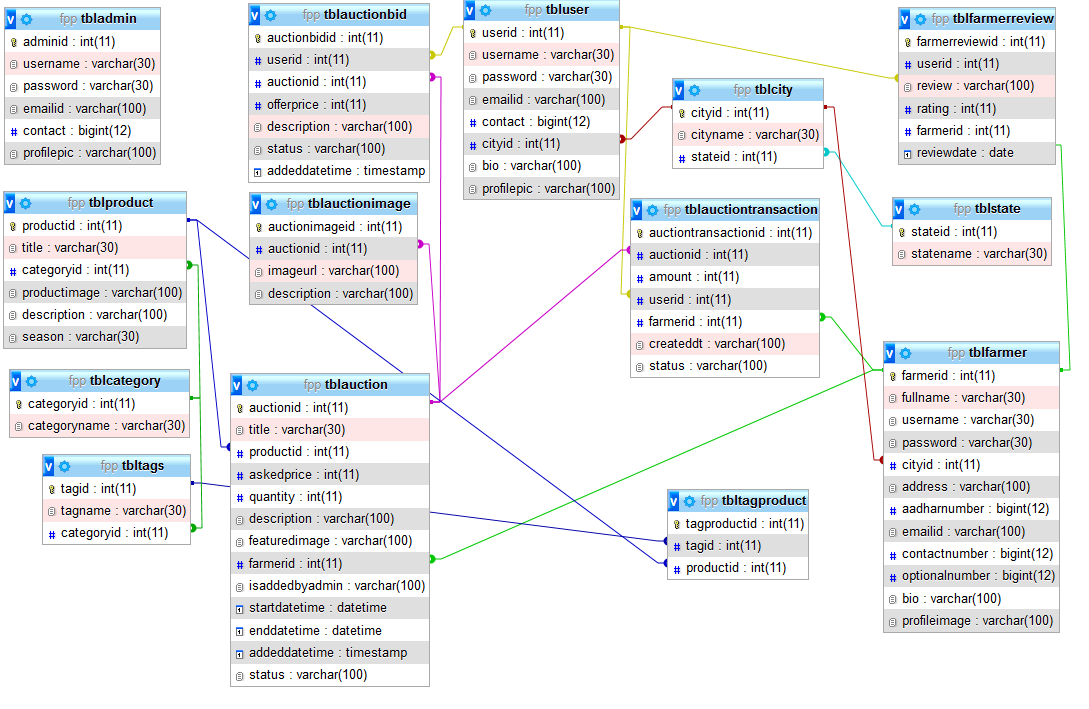 fpp tbladmin
adminid : int(11)
username : varchar(30)
password : varchar(30)
emailid : varchar(100)
contact : bigint(12)
profilepic : varchar(100)
fpp tblauctionbid
auctionbidid : int(11)
userid : int(11)
auctionid : int(11)
offerprice : int(11)
description : varchar(100)
status : varchar(100)
addeddatetime : timestamp
fpp tbluser
userid : int(11)
username : varchar(30)
password : varchar(30)
emailid : varchar(100)
contact : bigint(12)
cityid : int(11)
bio : varchar(100)
profilepic : varchar(100)
fpp tblcity
cityid : int(11)
cityname : varchar(30)
stateid : int(11)
fpp tblfarmerreview
farmerreviewid : int(11)
userid : int(11)
review : varchar(100)
rating : int(11)
farmerid : int(11)
reviewdate : date
fpp tblproduct
productid : int(11)
title : varchar(30)
categoryid : int(11)
productimage : varchar(100)
description : varchar(100)
season : varchar(30)
fpp tblauctionimage
auctionimageid : int(11)
auctionid : int(11)
imageurl : varchar(100)
description : varchar(100)
fpp tblauctiontransaction
auctiontransactionid : int(11)
auctionid : int(11)
amount : int(11)
userid : int(11)
farmerid : int(11)
createddt : varchar(100)
status : varchar(100)
fpp tblstate
stateid : int(11)
statename : varchar(30)
fpp tblcategory
categoryid : int(11)
categoryname : varchar(30)
fpp tblauction
auctionid : int(11)
title : varchar(30)
productid : int(11)
askedprice : int(11)
quantity : int(11)
description : varchar(100)
featuredimage : varchar(100)
farmerid : int(11)
isaddedbyadmin : varchar(100)
startdatetime : datetime
enddatetime : datetime
addeddatetime : timestamp
status : varchar(100)
fpp tblfarmer
farmerid : int(11)
fullname : varchar(30)
username : varchar(30)
password : varchar(30)
cityid : int(11)
address : varchar(100)
aadharnumber : bigint(12)
emailid : varchar(100)
contactnumber : bigint(12)
optionalnumber : bigint(12)
bio : varchar(100)
profileimage : varchar(100)
fpp tbltags
tagid : int(11)
tagname : varchar(30)
categoryid : int(11)
fpp tbltagproduct
tagproductid : int(11)
tagid : int(11)
productid : int(11)